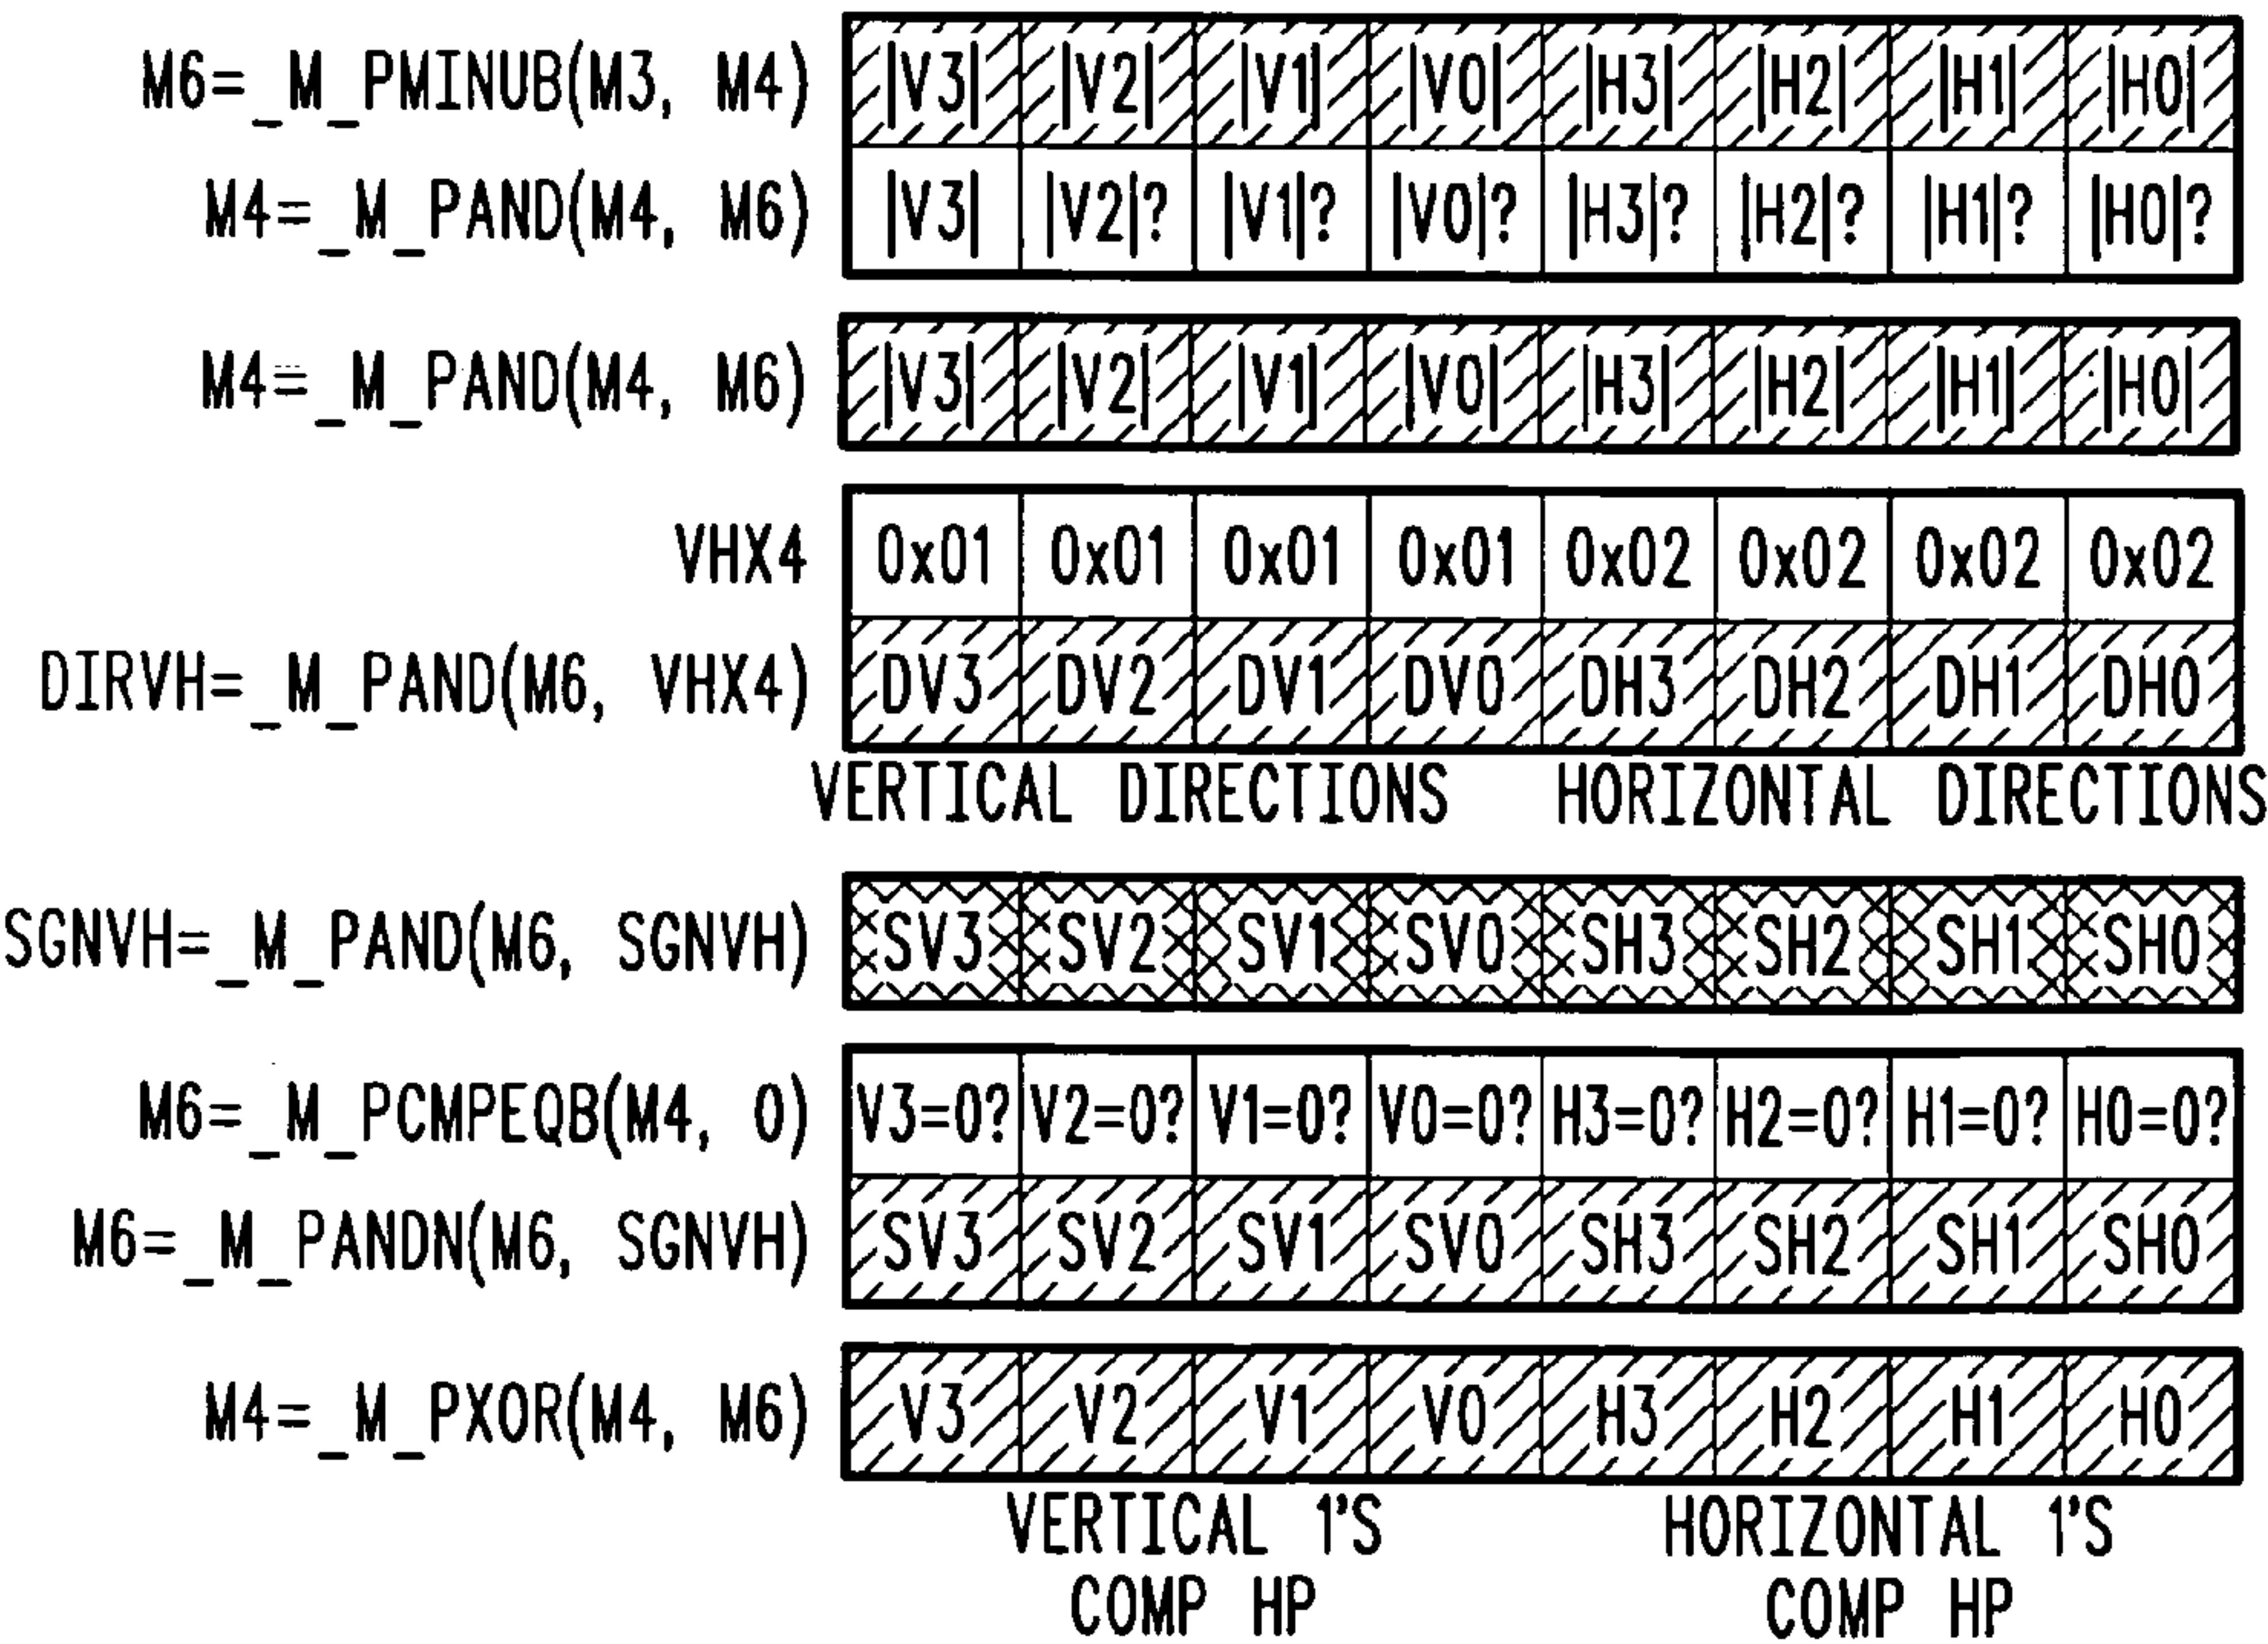 M6=_M_PMINUB(M3, M4) |V3| |V2| |V1| |V0| |H3| |H2| |H1| |H0|
M4=_M_PAND(M4, M6) |V3| |V2|? |V1|? |V0|? |H3|? |H2|? |H1|? |H0|?
M4=_M_PAND(M4, M6) |V3| |V2| |V1| |V0| |H3| |H2| |H1| |H0|
VHX4 0x01 0x01 0x01 0x01 0x02 0x02 0x02 0x02
DIRVH=_M_PAND(M6, VHX4) DV3 DV2 DV1 DV0 DH3 DH2 DH1 DH0
VERTICAL DIRECTIONS HORIZONTAL DIRECTIONS
SGNVH=_M_PAND(M6, SGNVH) SV3 SV2 SV1 SV0 SH3 SH2 SH1 SH0
M6=_M_PCMPEQB(M4, 0) V3=0? V2=0? V1=0? V0=0? H3=0? H2=0? H1=0? H0=0?
M6=_M_PANDN(M6, SGNVH) SV3 SV2 SV1 SV0 SH3 SH2 SH1 SH0
M4=_M_PXOR(M4, M6) V3 V2 V1 V0 H3 H2 H1 H0
VERTICAL 1'S HORIZONTAL 1'S
COMP HP COMP HP